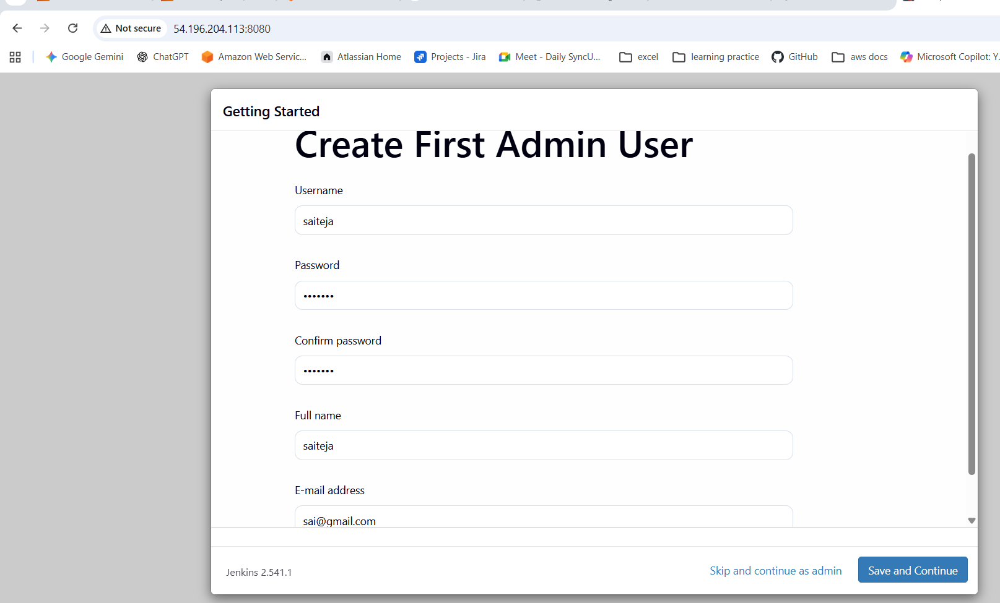 Not secure 54.196.204.113:8080
Google Gemini ChatGPT Amazon Web Servic... Atlassian Home Projects - Jira Meet - Daily SyncU... excel learning practice GitHub aws docs Microsoft Copilot: Y.
Getting Started
Create First Admin User
Username
saiteja
Password
•••••••
Confirm password
•••••••
Full name
saiteja
E-mail address
sai@gmail.com
Jenkins 2.541.1 Skip and continue as admin Save and Continue